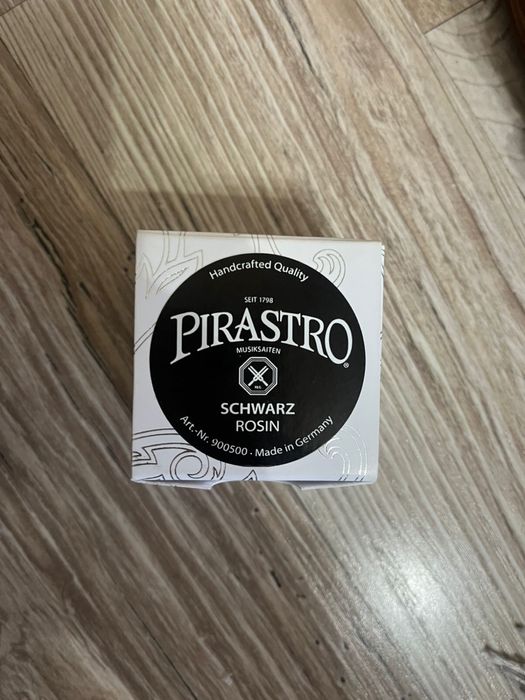 Handcrafted Quality
SEIT 1798
PIRASTRO®
MUSIKSAITEN
SCHWARZ
ROSIN
Art.-Nr. 900500 · Made in Germany